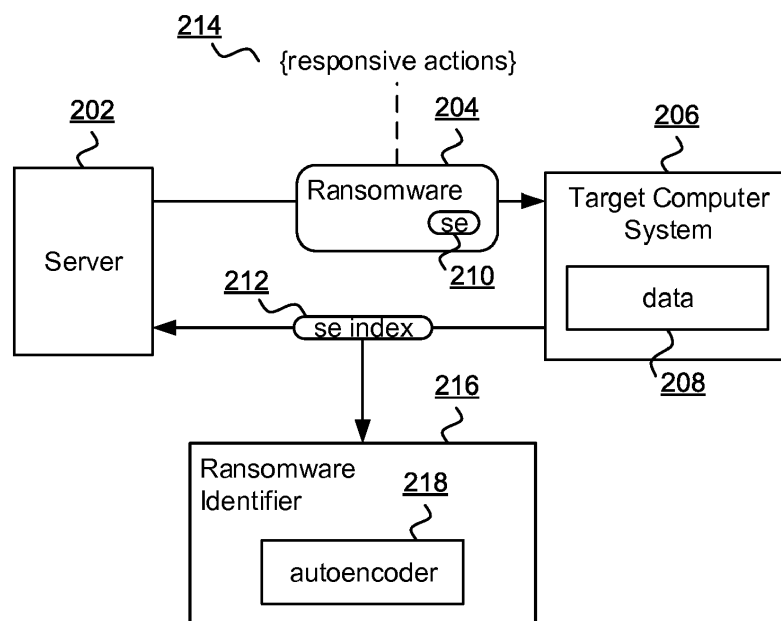 214
{responsive actions}
202
204
206
Server
Ransomware
se
210
Target Computer
System
data
208
212
se index
216
Ransomware
Identifier
218
autoencoder